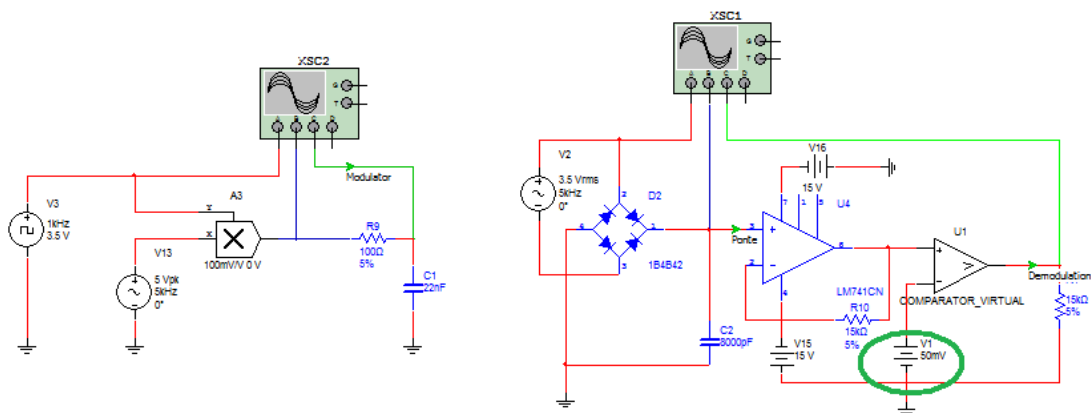 XSC2
G
T
A B C D
Modulator
V3
1kHz
3.5 V
A3
Y
X
100mV/V 0 V
V13
5 Vpk
5kHz
0°
R9
100Ω
5%
C1
22nF
XSC1
G
T
A B C D
V2
3.5 Vrms
5kHz
0°
D2
2
4
1
3
1B4B42
Ponte
V16
15 V
7
1
5
U4
3
2
6
4
LM741CN
R10
15kΩ
5%
C2
8000pF
V15
15 V
U1
COMPARATOR_VIRTUAL
V1
50mV
Demodulation
15kΩ
5%